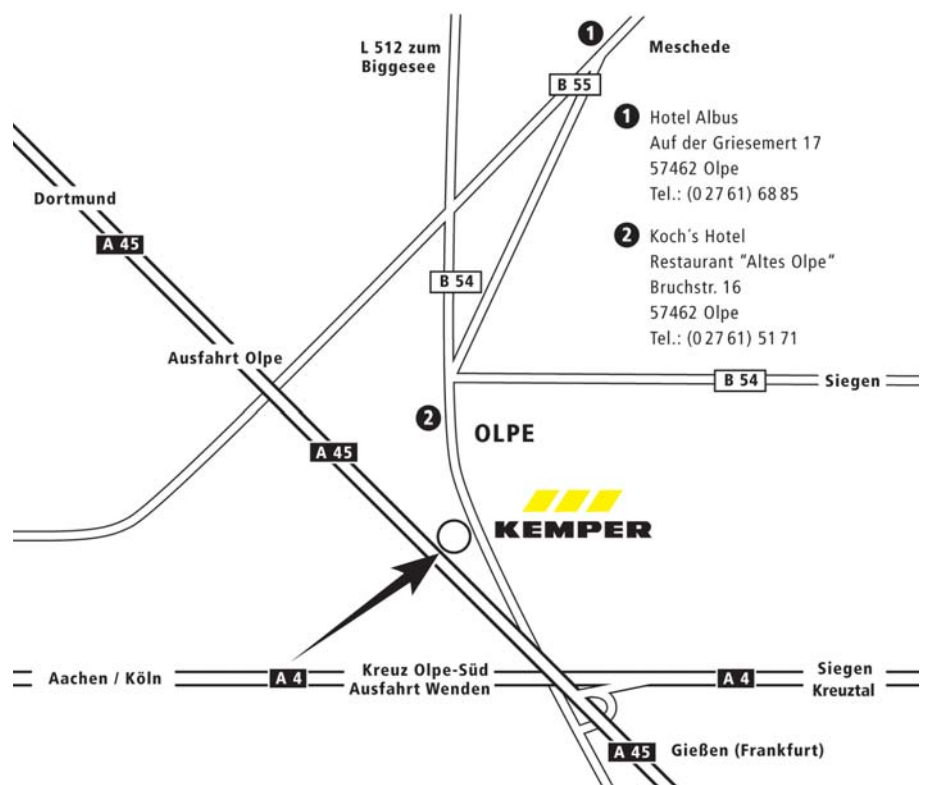 1
L 512 zum
Biggesee
Meschede
B 55
1 Hotel Albus
Auf der Griesemert 17
57462 Olpe
Tel.: (0 27 61) 68 85
Dortmund
A 45
2 Koch´s Hotel
Restaurant "Altes Olpe"
Bruchstr. 16
57462 Olpe
Tel.: (0 27 61) 51 71
B 54
Ausfahrt Olpe
B 54
Siegen
2
OLPE
A 45
KEMPER
Aachen / Köln
A 4
Kreuz Olpe-Süd
Ausfahrt Wenden
A 4
Siegen
Kreuztal
A 45
Gießen (Frankfurt)